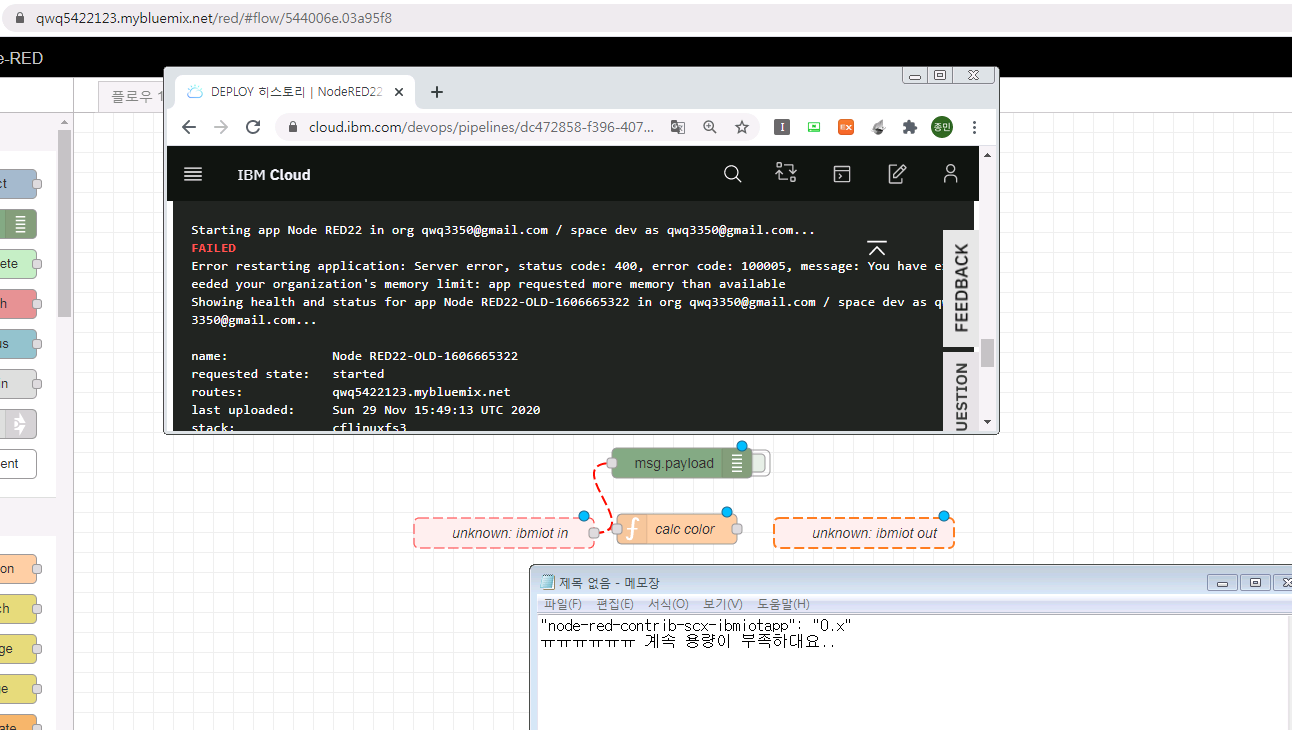 qwq5422123.mybluemix.net/red/#flow/544006e.03a95f8
e-RED
플로우 1
DEPLOY 히스토리 | NodeRED22
cloud.ibm.com/devops/pipelines/dc472858-f396-407...
종민
IBM Cloud
Starting app Node RED22 in org qwq3350@gmail.com / space dev as qwq3350@gmail.com...
FAILED
Error restarting application: Server error, status code: 400, error code: 100005, message: You have e
eeded your organization's memory limit: app requested more memory than available
Showing health and status for app Node RED22-OLD-1606665322 in org qwq3350@gmail.com / space dev as q
3350@gmail.com...
name: Node RED22-OLD-1606665322
requested state: started
routes: qwq5422123.mybluemix.net
last uploaded: Sun 29 Nov 15:49:13 UTC 2020
stack: cflinuxfs3
FEEDBACK
UESTION
ct
ete
h
us
in
ent
on
ch
ge
e
ate
msg.payload
unknown: ibmiot in
calc color
unknown: ibmiot out
제목 없음 - 메모장
파일(F) 편집(E) 서식(O) 보기(V) 도움말(H)
"node-red-contrib-scx-ibmiotapp": "0.x"
ㅠㅠㅠㅠㅠㅠ 계속 용량이 부족하대요..